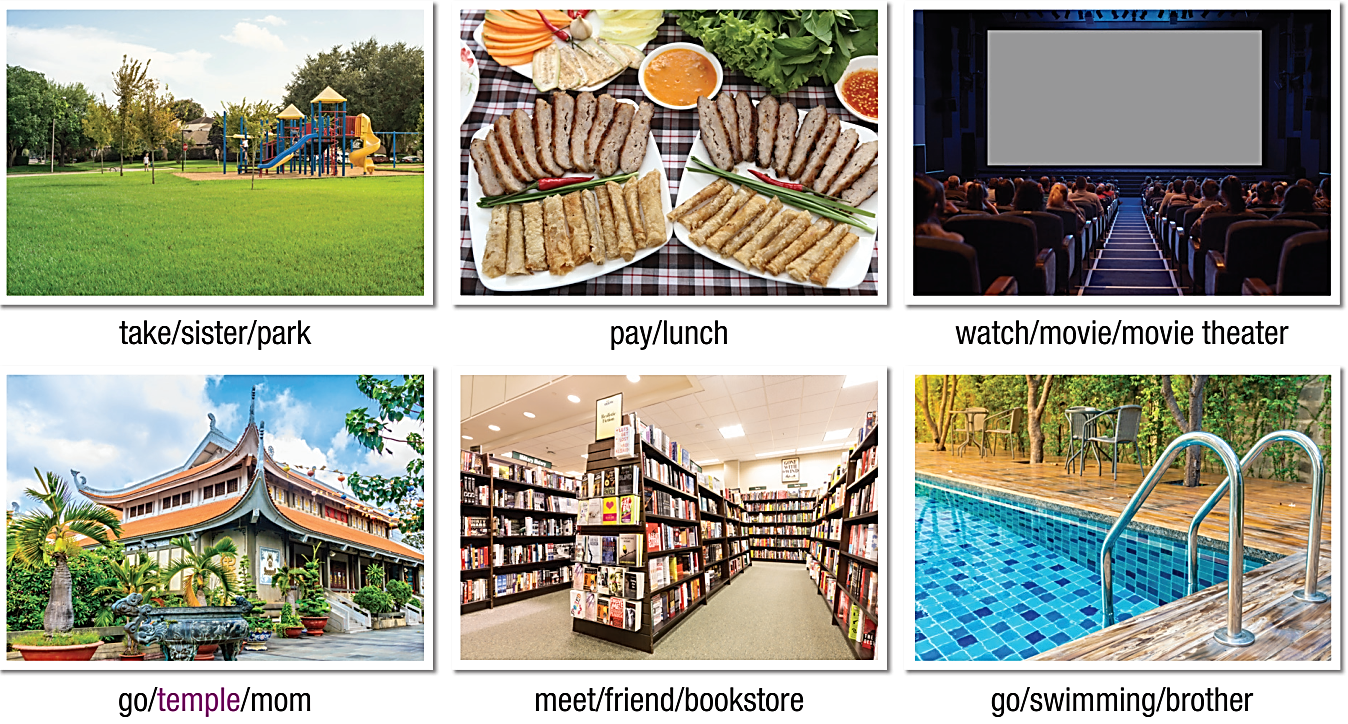 take/sister/park
pay/lunch
watch/movie/movie theater
go/temple/mom
meet/friend/bookstore
go/swimming/brother